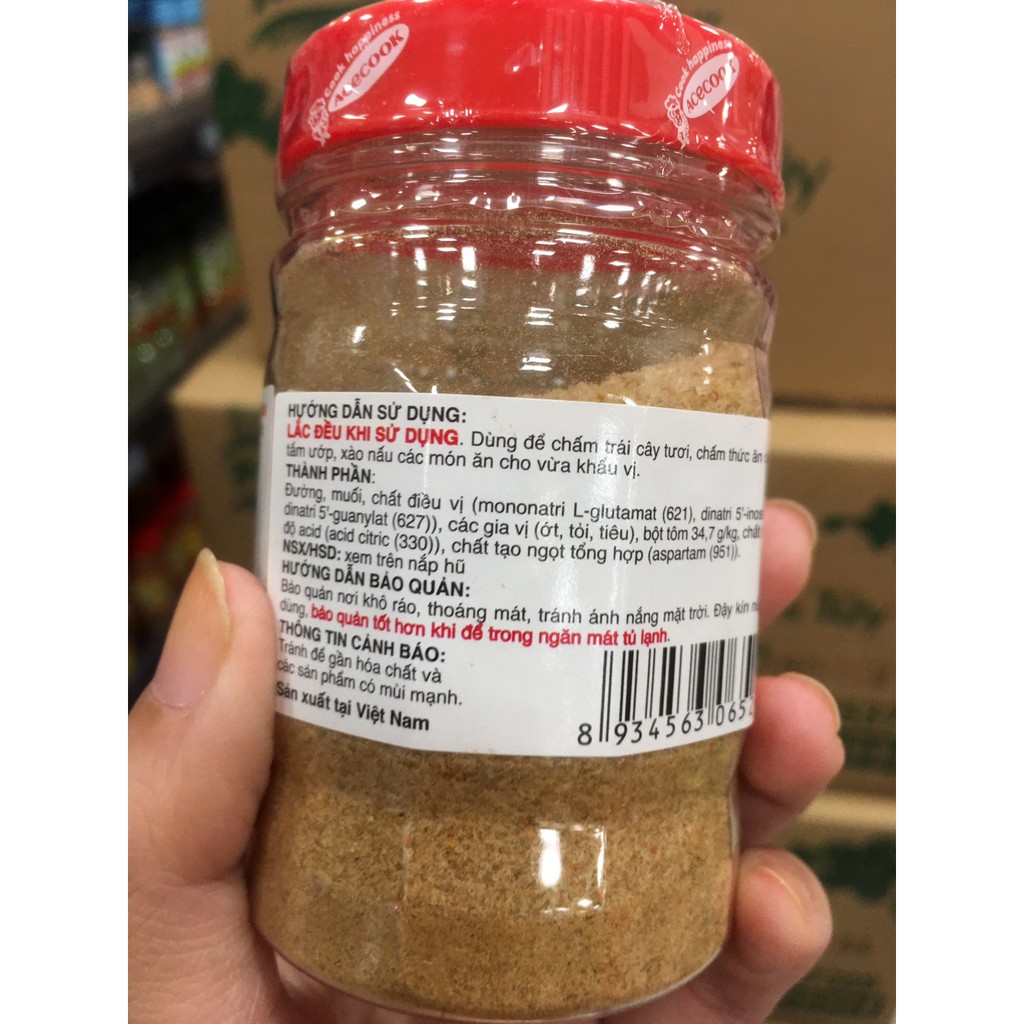 Cook happiness
ACECOOK
Cook happiness
ACECOOK
HƯỚNG DẪN SỬ DỤNG:
LẮC ĐỀU KHI SỬ DỤNG. Dùng để chấm trái cây tươi, chấm thức ăn
tẩm ướp, xào nấu các món ăn cho vừa khẩu vị.
THÀNH PHẦN:
Đường, muối, chất điều vị (mononatri L-glutamat (621), dinatri 5'-inos
dinatri 5'-guanylat (627)), các gia vị (ớt, tỏi, tiêu), bột tôm 34,7 g/kg, chất
độ acid (acid citric (330)), chất tạo ngọt tổng hợp (aspartam (951)).
NSX/HSD: xem trên nắp hũ
HƯỚNG DẪN BẢO QUẢN:
Bảo quản nơi khô ráo, thoáng mát, tránh ánh nắng mặt trời. Đậy kín
dùng, bảo quản tốt hơn khi để trong ngăn mát tủ lạnh.
THÔNG TIN CẢNH BÁO:
Tránh để gần hóa chất và
các sản phẩm có mùi mạnh.
Sản xuất tại Việt Nam
8 934563 0654